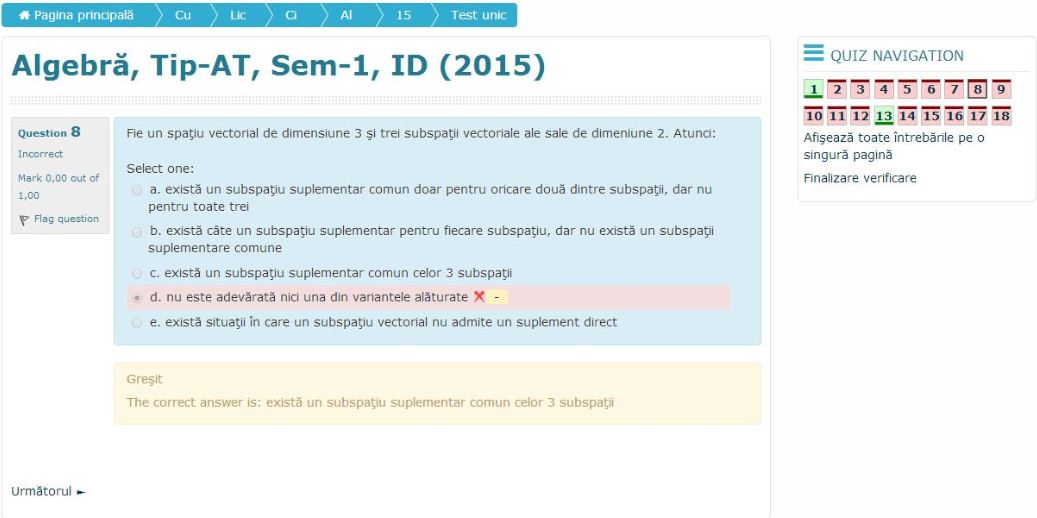 Pagina principală Cu Lic Ci Al 15 Test unic
Algebră, Tip-AT, Sem-1, ID (2015)
Question 8
Incorrect
Mark 0,00 out of
1,00
Flag question
Fie un spaţiu vectorial de dimensiune 3 şi trei subspaţii vectoriale ale sale de dimeniune 2. Atunci:
Select one:
a. există un subspaţiu suplementar comun doar pentru oricare două dintre subspaţii, dar nu
pentru toate trei
b. există câte un subspaţiu suplementar pentru fiecare subspaţiu, dar nu există un subspaţii
suplementare comune
c. există un subspaţiu suplementar comun celor 3 subspaţii
d. nu este adevărată nici una din variantele alăturate -
e. există situaţii în care un subspaţiu vectorial nu admite un suplement direct
Greşit
The correct answer is: există un subspaţiu suplementar comun celor 3 subspaţii
Următorul ►
QUIZ NAVIGATION
1 2 3 4 5 6 7 8 9
10 11 12 13 14 15 16 17 18
Afişează toate întrebările pe o
singură pagină
Finalizare verificare